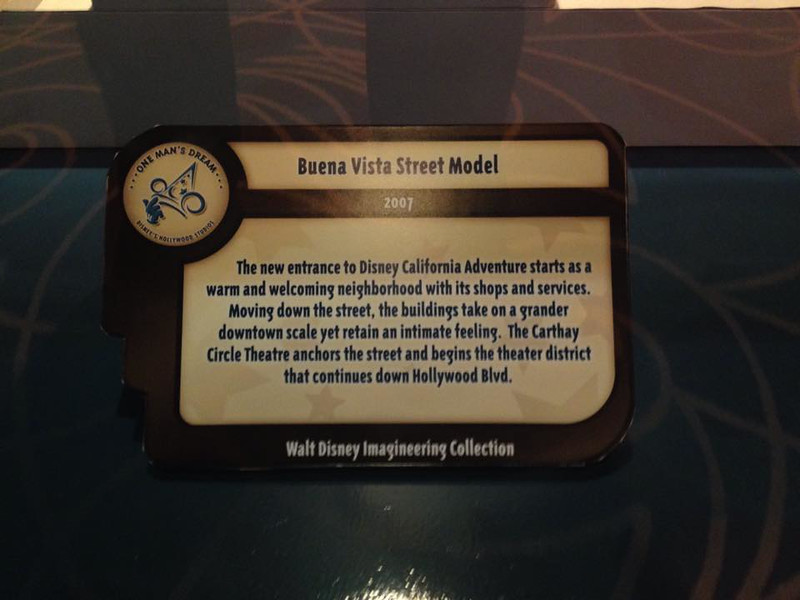 ONE MAN'S DREAM
DISNEY'S HOLLYWOOD STUDIOS
Buena Vista Street Model
2007
The new entrance to Disney California Adventure starts as a
warm and welcoming neighborhood with its shops and services.
Moving down the street, the buildings take on a grander
downtown scale yet retain an intimate feeling. The Carthay
Circle Theatre anchors the street and begins the theater district
that continues down Hollywood Blvd.
Walt Disney Imagineering Collection